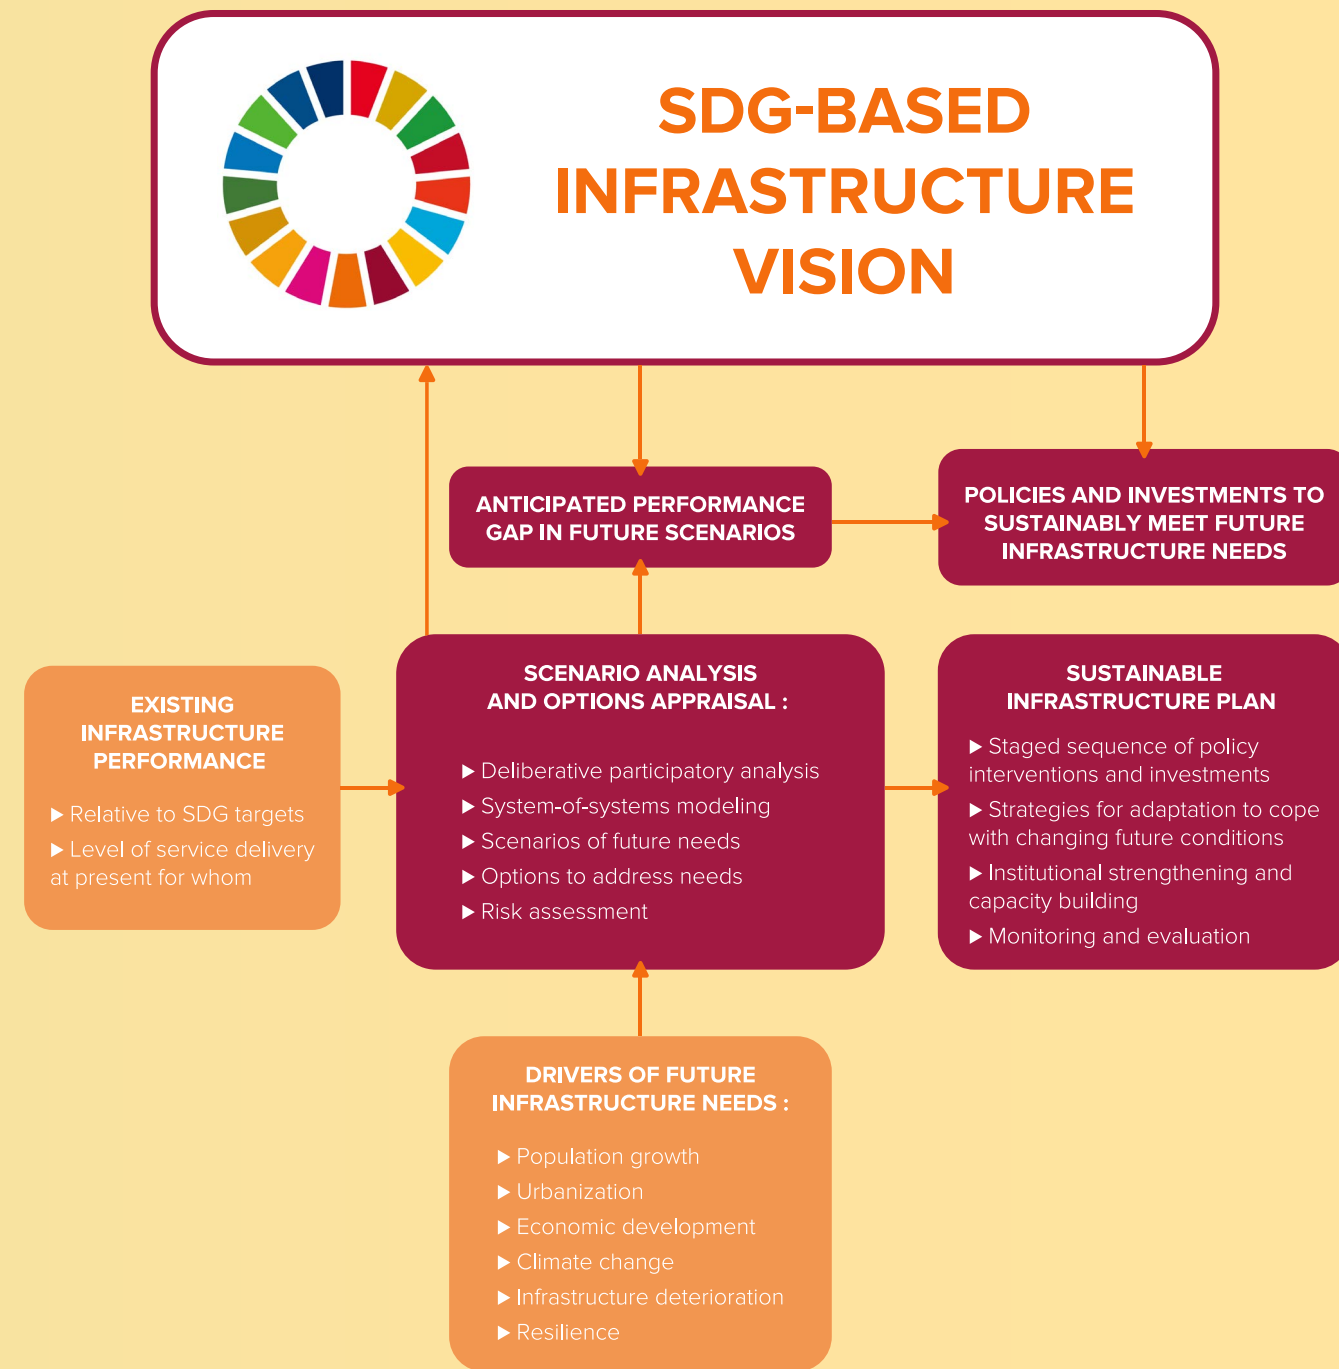 SDG-BASED
INFRASTRUCTURE
VISION
ANTICIPATED PERFORMANCE
GAP IN FUTURE SCENARIOS
POLICIES AND INVESTMENTS TO
SUSTAINABLY MEET FUTURE
INFRASTRUCTURE NEEDS
EXISTING
INFRASTRUCTURE
PERFORMANCE
▶ Relative to SDG targets
▶ Level of service delivery
at present for whom
SCENARIO ANALYSIS
AND OPTIONS APPRAISAL :
▶ Deliberative participatory analysis
▶ System-of-systems modeling
▶ Scenarios of future needs
▶ Options to address needs
▶ Risk assessment
SUSTAINABLE
INFRASTRUCTURE PLAN
▶ Staged sequence of policy
interventions and investments
▶ Strategies for adaptation to cope
with changing future conditions
▶ Institutional strengthening and
capacity building
▶ Monitoring and evaluation
DRIVERS OF FUTURE
INFRASTRUCTURE NEEDS :
▶ Population growth
▶ Urbanization
▶ Economic development
▶ Climate change
▶ Infrastructure deterioration
▶ Resilience